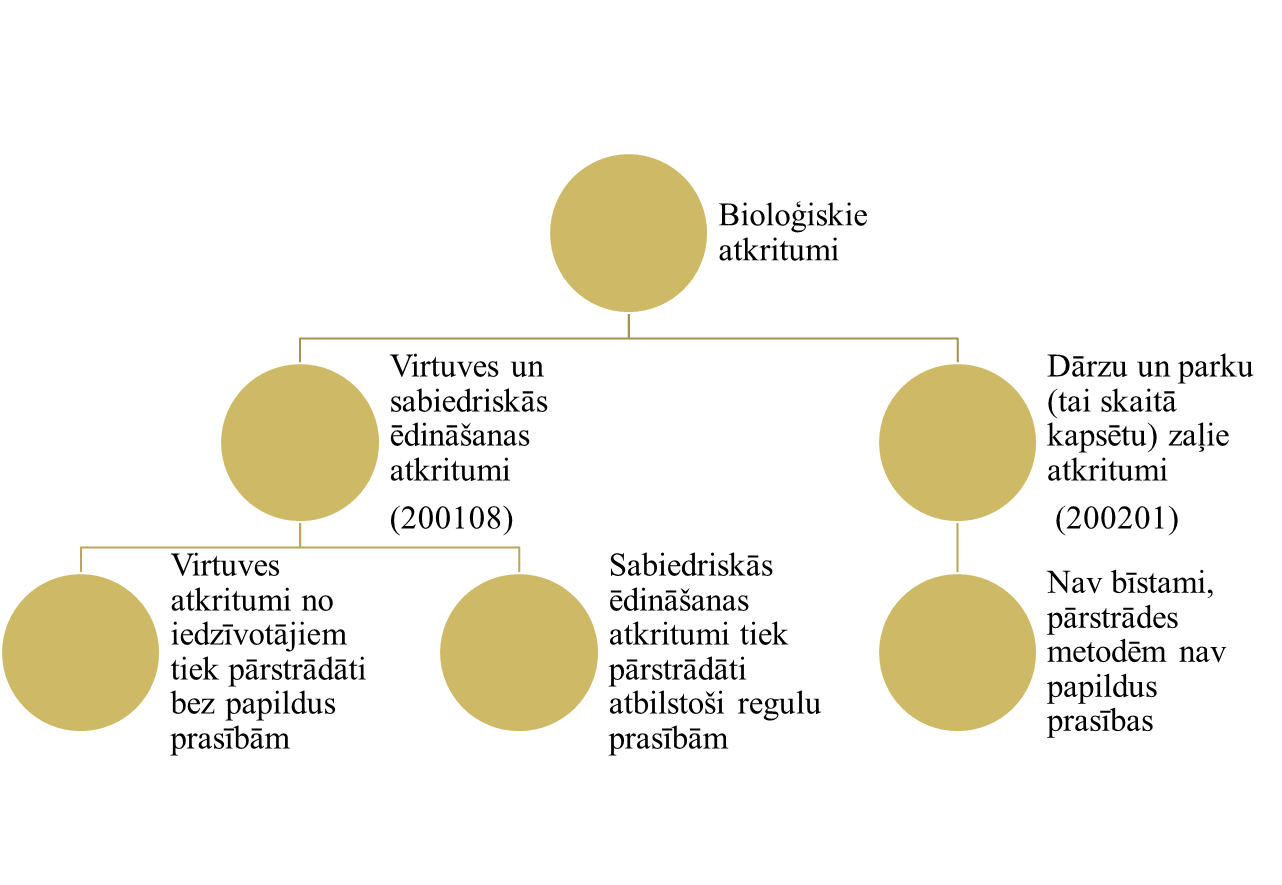 Bioloģiskie
atkritumi
Virtuves un
sabiedriskās
ēdināšanas
atkritumi
(200108)
Dārzu un parku
(tai skaitā
kapsētu) zaļie
atkritumi
(200201)
Virtuves
atkritumi no
iedzīvotājiem
tiek pārstrādāti
bez papildus
prasībām
Sabiedriskās
ēdināšanas
atkritumi tiek
pārstrādāti
atbilstoši regulu
prasībām
Nav bīstami,
pārstrādes
metodēm nav
papildus
prasības